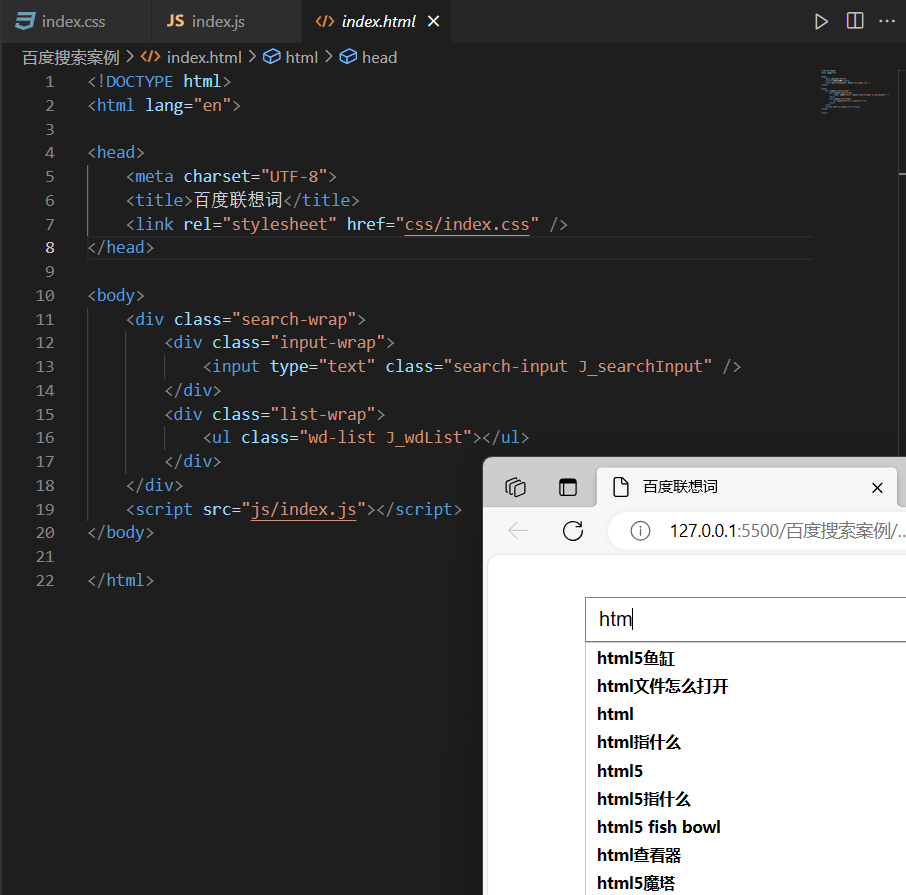 index.css
JS index.js
index.html
百度搜索案例 > index.html > html > head
1 <!DOCTYPE html>
2 <html lang="en">
3
4 <head>
5 <meta charset="UTF-8">
6 <title>百度联想词</title>
7 <link rel="stylesheet" href="css/index.css" />
8 </head>
9
10 <body>
11 <div class="search-wrap">
12 <div class="input-wrap">
13 <input type="text" class="search-input J_searchInput" />
14 </div>
15 <div class="list-wrap">
16 <ul class="wd-list J_wdList"></ul>
17 </div>
18 </div>
19 <script src="js/index.js"></script>
20 </body>
21
22 </html>
百度联想词
127.0.0.1:5500/百度搜索案例/...
htm
html5鱼缸
html文件怎么打开
html
html指什么
html5
html5指什么
html5 fish bowl
html查看器
html5魔塔